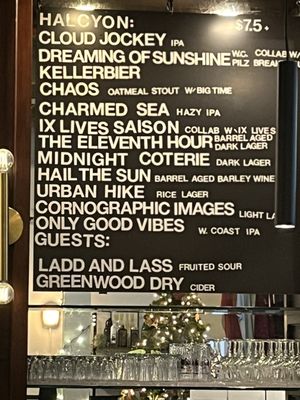 HALCYON: $7.5+
CLOUD JOCKEY IPA
DREAMING OF SUNSHINE W.C. COLLAB W
PILZ BREA
KELLERBIER
CHAOS OATMEAL STOUT W/ BIG TIME
CHARMED SEA HAZY IPA
IX LIVES SAISON COLLAB W IX LIVES
THE ELEVENTH HOUR BARREL AGED
DARK LAGER
MIDNIGHT COTERIE DARK LAGER
HAIL THE SUN BARREL AGED BARLEY WINE
URBAN HIKE RICE LAGER
CORNOGRAPHIC IMAGES LIGHT LA
ONLY GOOD VIBES W. COAST IPA
GUESTS:
LADD AND LASS FRUITED SOUR
GREENWOOD DRY CIDER